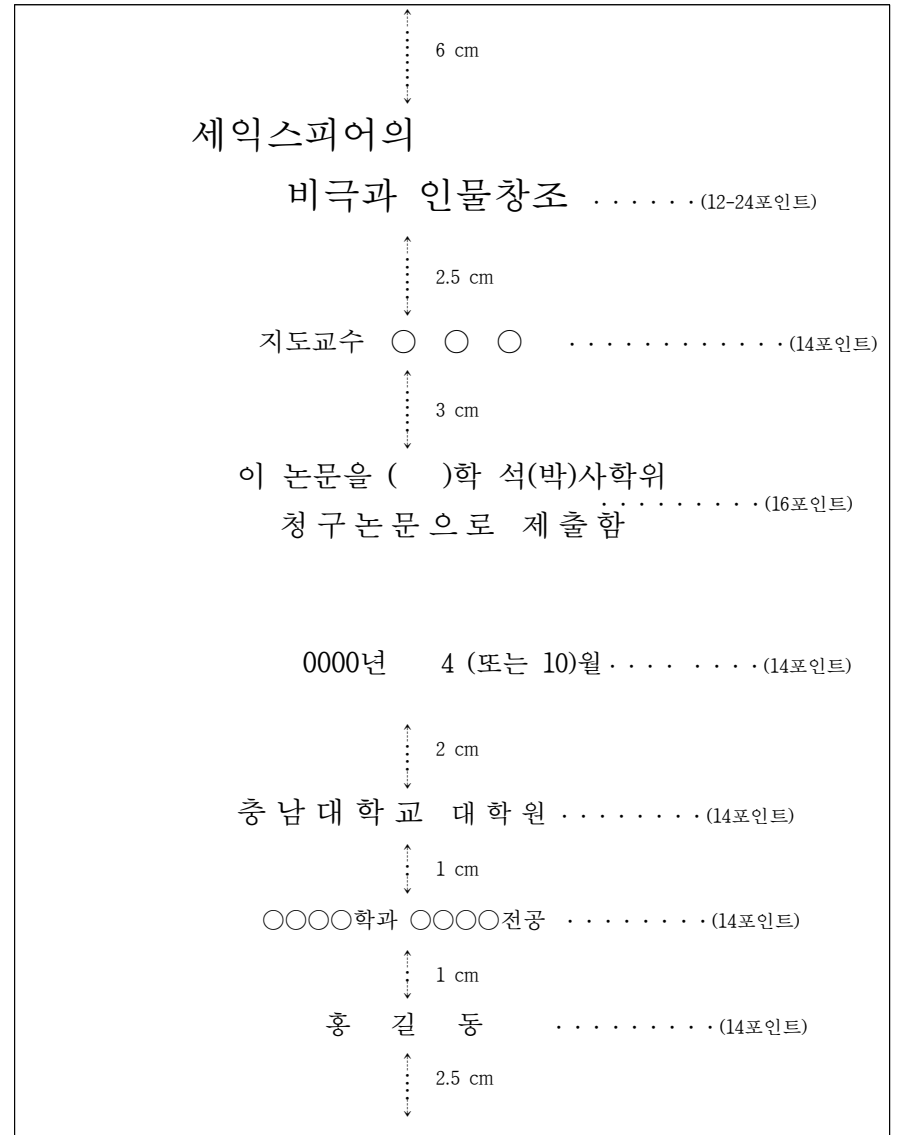 6 cm
세익스피어의
비극과 인물창조 ······(12-24포인트)
2.5 cm
지도교수 ○ ○ ○ ············(14포인트)
3 cm
이 논문을 (   )학 석(박)사학위
·········(16포인트)
청구논문으로 제출함
0000년 4 (또는 10)월···· ····(14포인트)
2 cm
충남대학교 대학원 ········(14포인트)
1 cm
○○○○학과 ○○○○전공 ········(14포인트)
1 cm
홍 길 동 ·········(14포인트)
2.5 cm